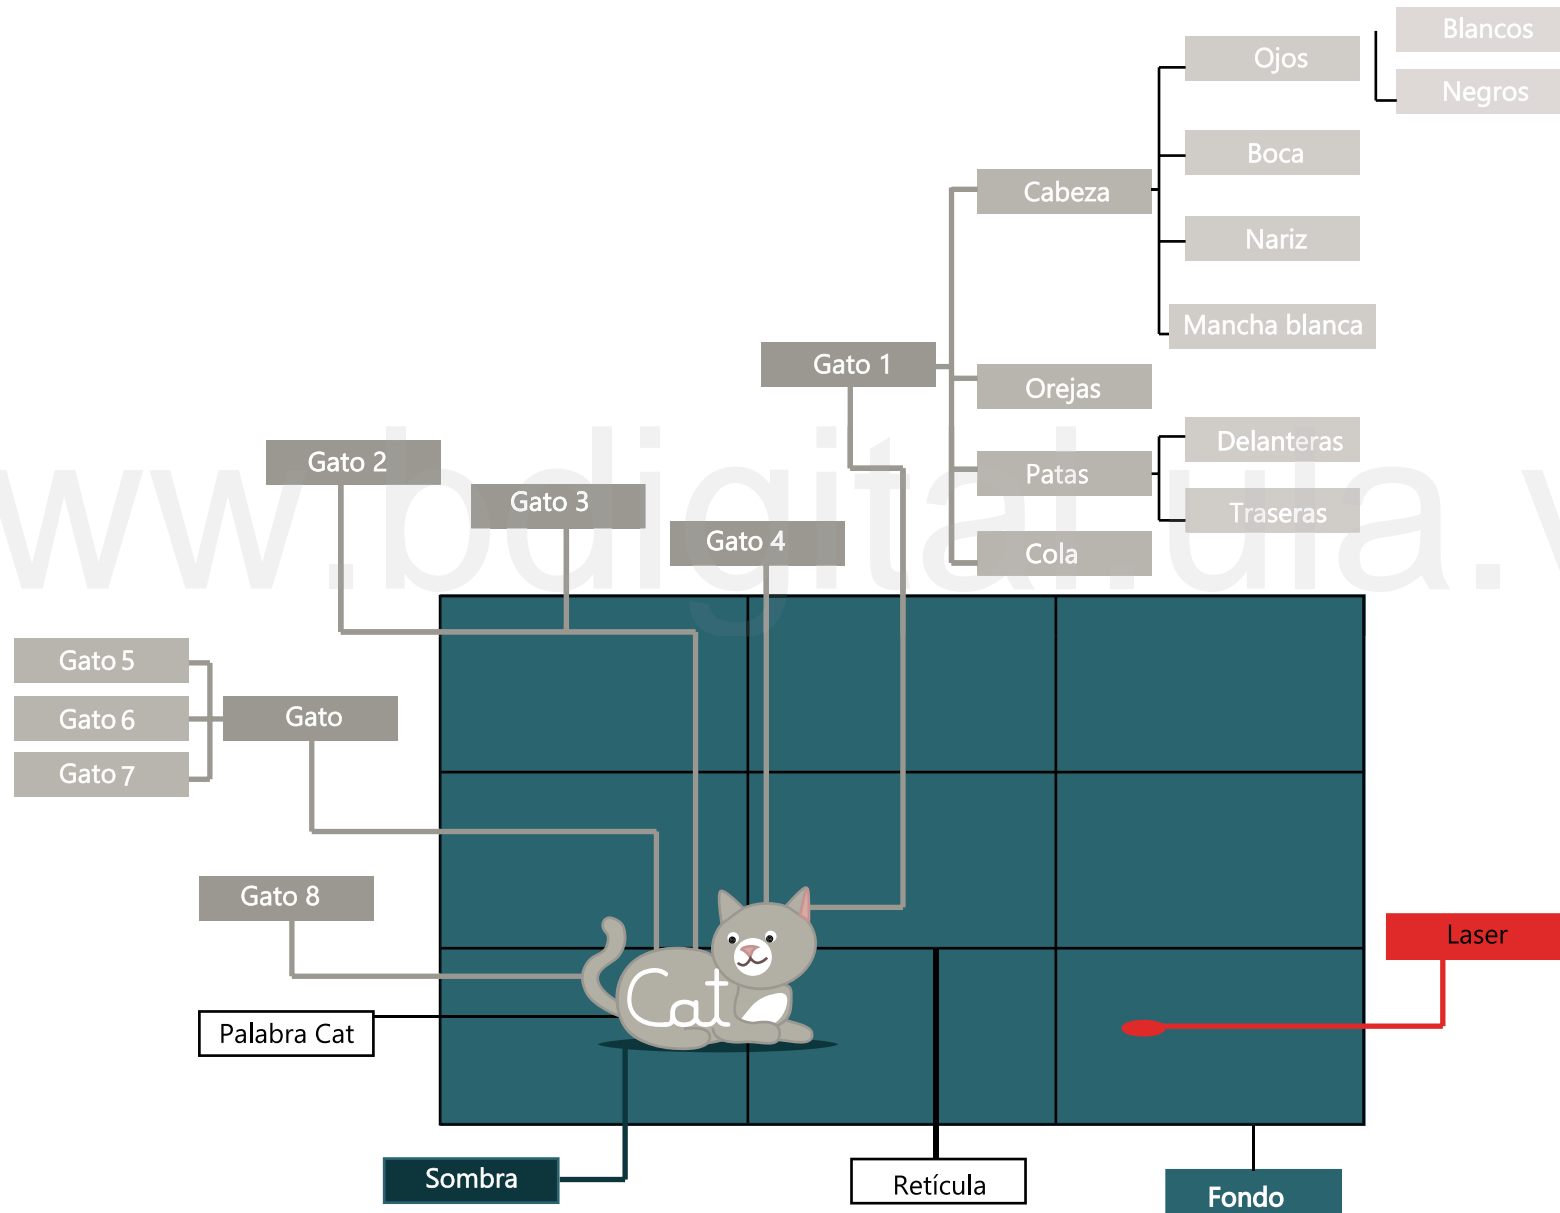 Blancos
Ojos
Negros
Boca
Cabeza
Nariz
Mancha blanca
Gato 1
Orejas
Delanteras
Gato 2
Patas
Gato 3
Traseras
Gato 4
Cola
www.bdigital.ula.v
Gato 5
Gato 6
Gato
Gato 7
Gato 8
Laser
Cat
Palabra Cat
Sombra
Retícula
Fondo